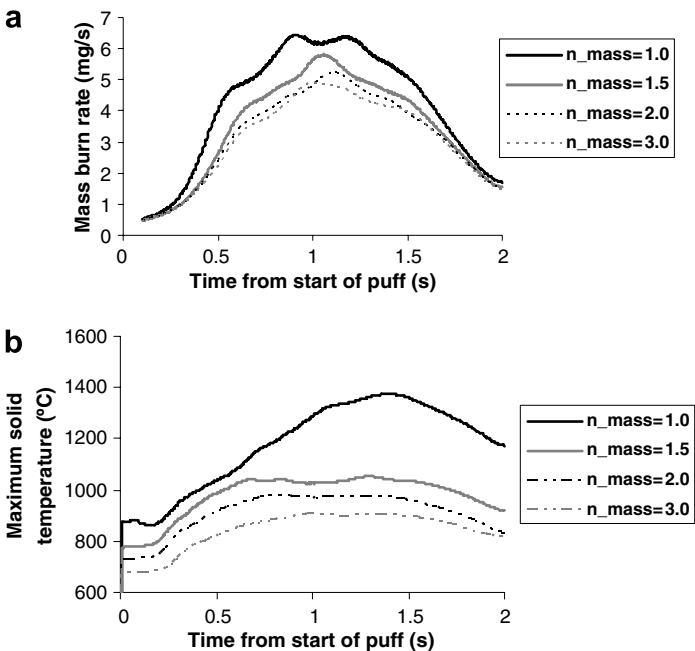 a
7
6
5
4
3
2
1
0
Mass burn rate (mg/s)
0 0.5 1 1.5 2
Time from start of puff (s)
n_mass=1.0
n_mass=1.5
n_mass=2.0
n_mass=3.0
b
1600
1400
1200
1000
800
600
Maximum solid
temperature (ºC)
0 0.5 1 1.5 2
Time from start of puff (s)
n_mass=1.0
n_mass=1.5
n_mass=2.0
n_mass=3.0